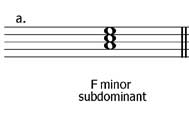 a.
F minor
subdominant